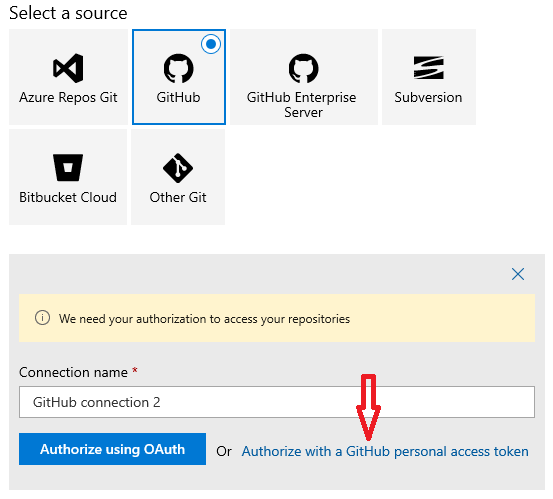 Select a source
Azure Repos Git
GitHub
GitHub Enterprise
Server
Subversion
Bitbucket Cloud
Other Git
We need your authorization to access your repositories
Connection name *
GitHub connection 2
Authorize using OAuth Or Authorize with a GitHub personal access token